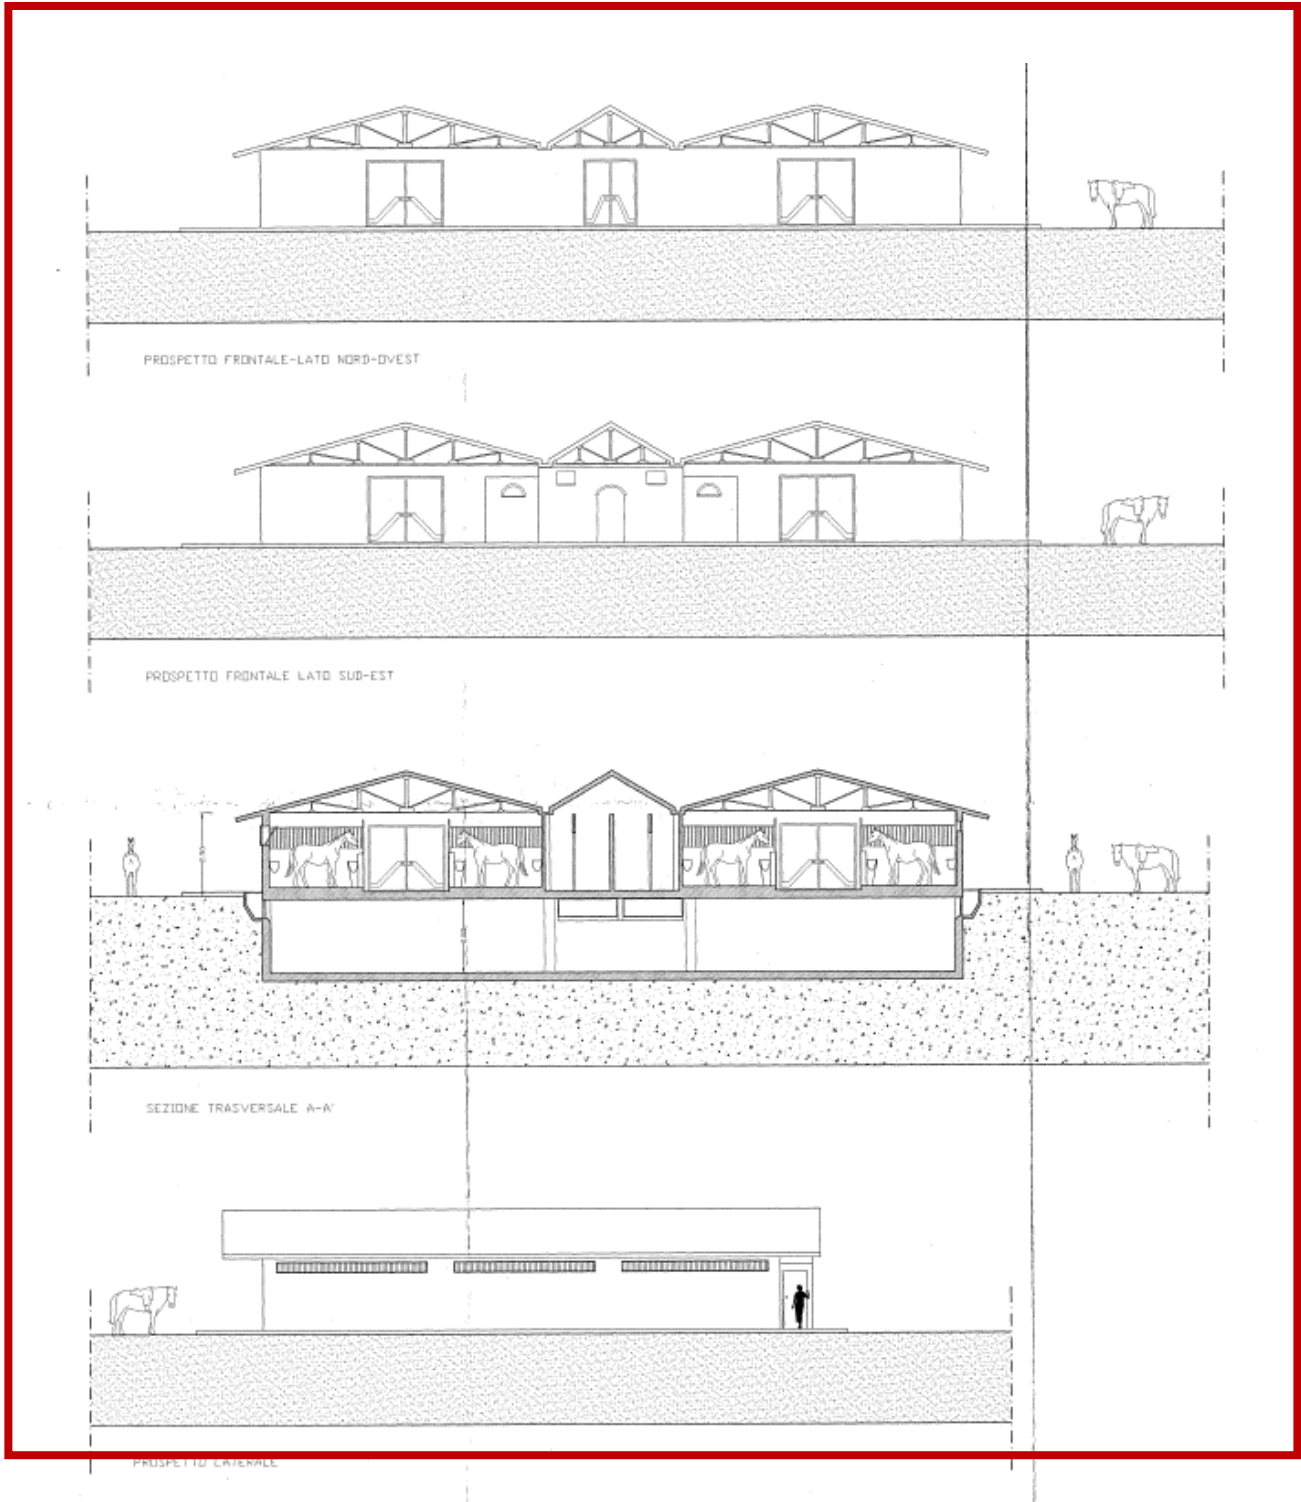 PROSPETTO FRONTALE-LATO NORD-OVEST
PROSPETTO FRONTALE LATO SUD-EST
SEZIONE TRASVERSALE A-A'
PROSPETTO LATERALE